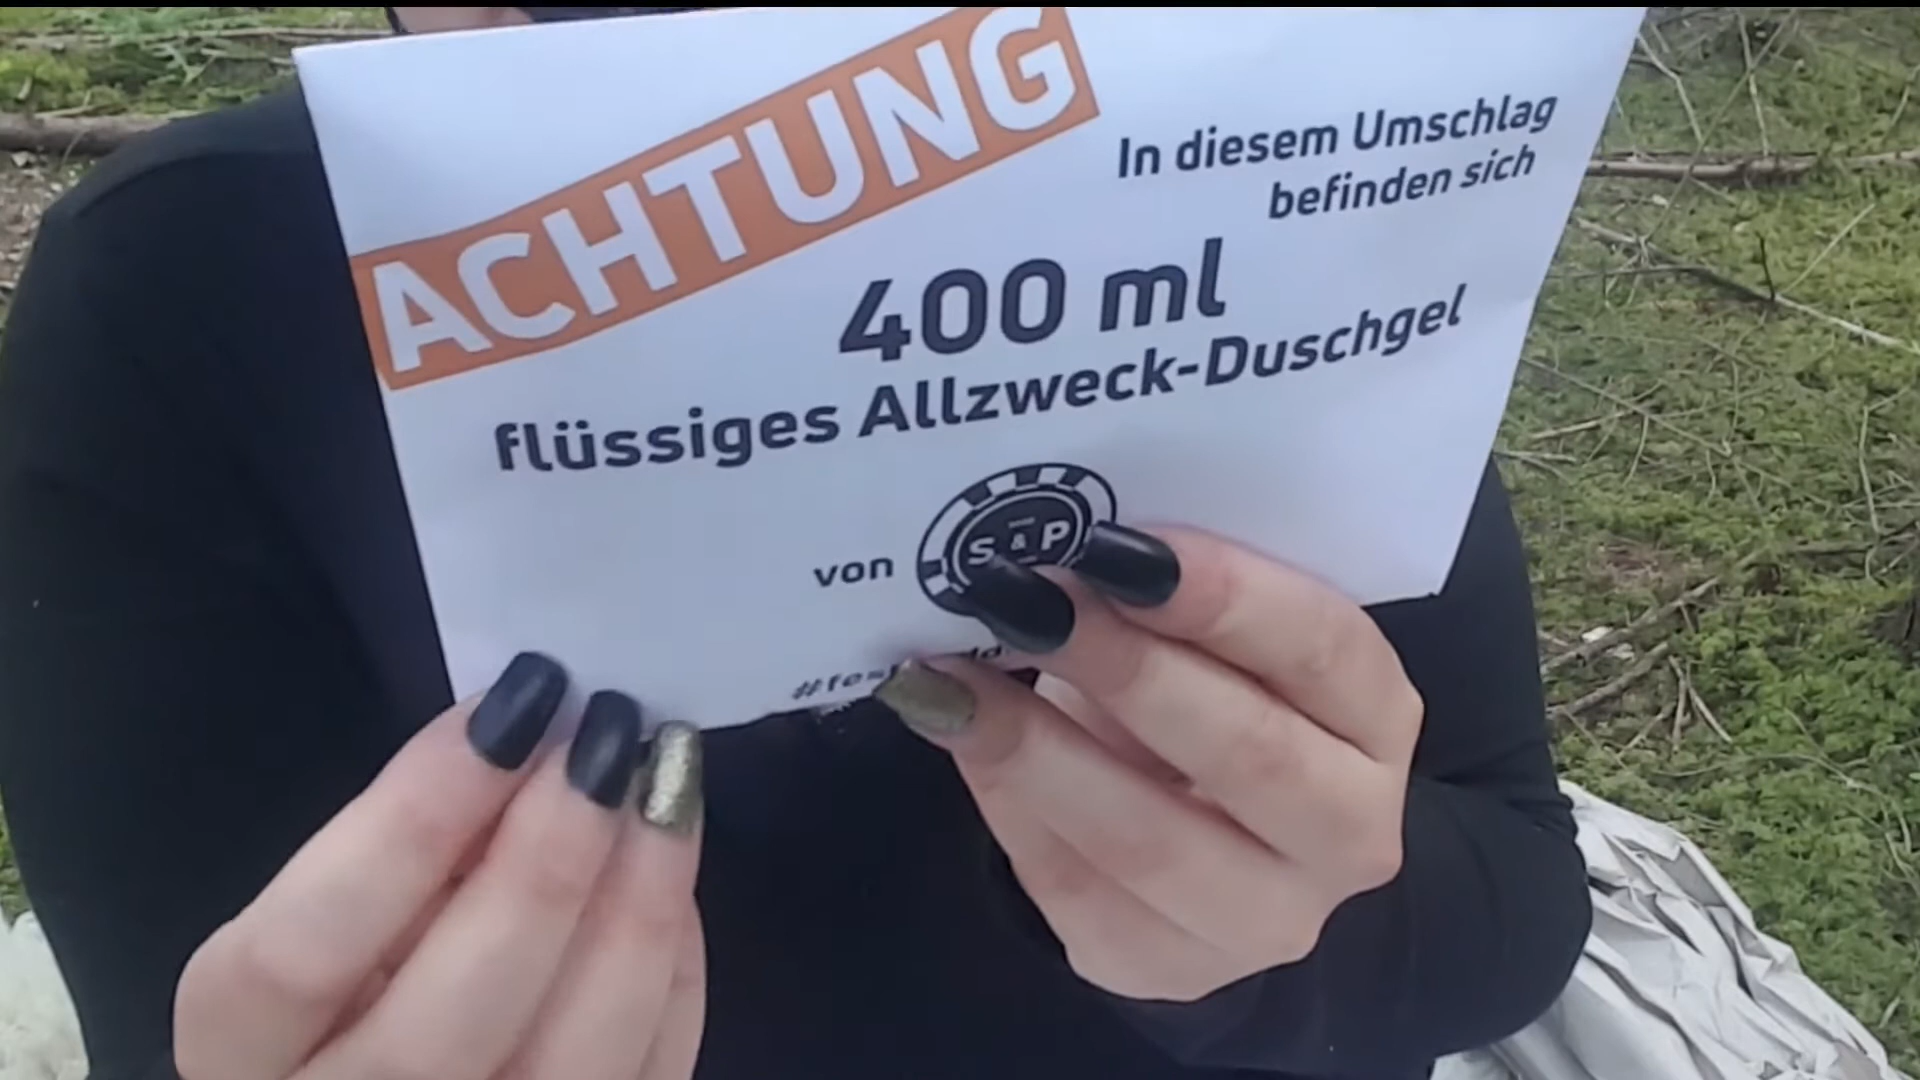 ACHTUNG
In diesem Umschlag
befinden sich
400 ml
flüssiges Allzweck-Duschgel
von
S & P